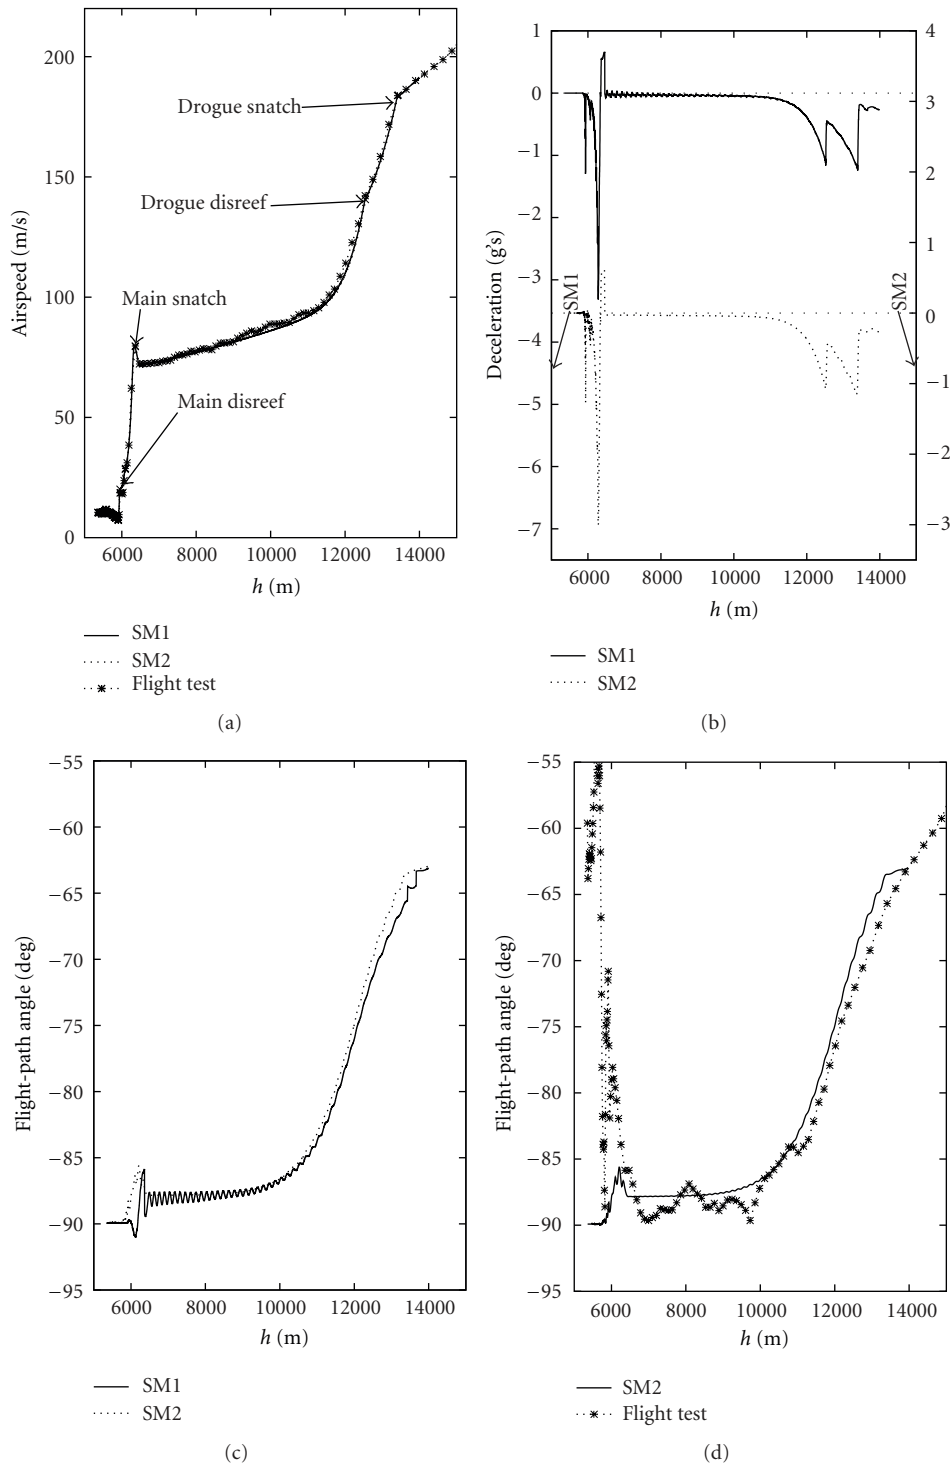 200
150
100
50
0
Airspeed (m/s)
Drogue snatch
Drogue disreef
Main snatch
Main disreef
6000 8000 10000 12000 14000
h (m)
SM1
SM2
Flight test
(a)
1
0
−1
−2
−3
−4
−5
−6
−7
Deceleration (g's)
SM1
SM2
4
3
2
1
0
−1
−2
−3
6000 8000 10000 12000 14000
h (m)
SM1
SM2
(b)
−55
−60
−65
−70
−75
−80
−85
−90
−95
Flight-path angle (deg)
6000 8000 10000 12000 14000
h (m)
SM1
SM2
(c)
−55
−60
−65
−70
−75
−80
−85
−90
−95
Flight-path angle (deg)
6000 8000 10000 12000 14000
h (m)
SM2
Flight test
(d)